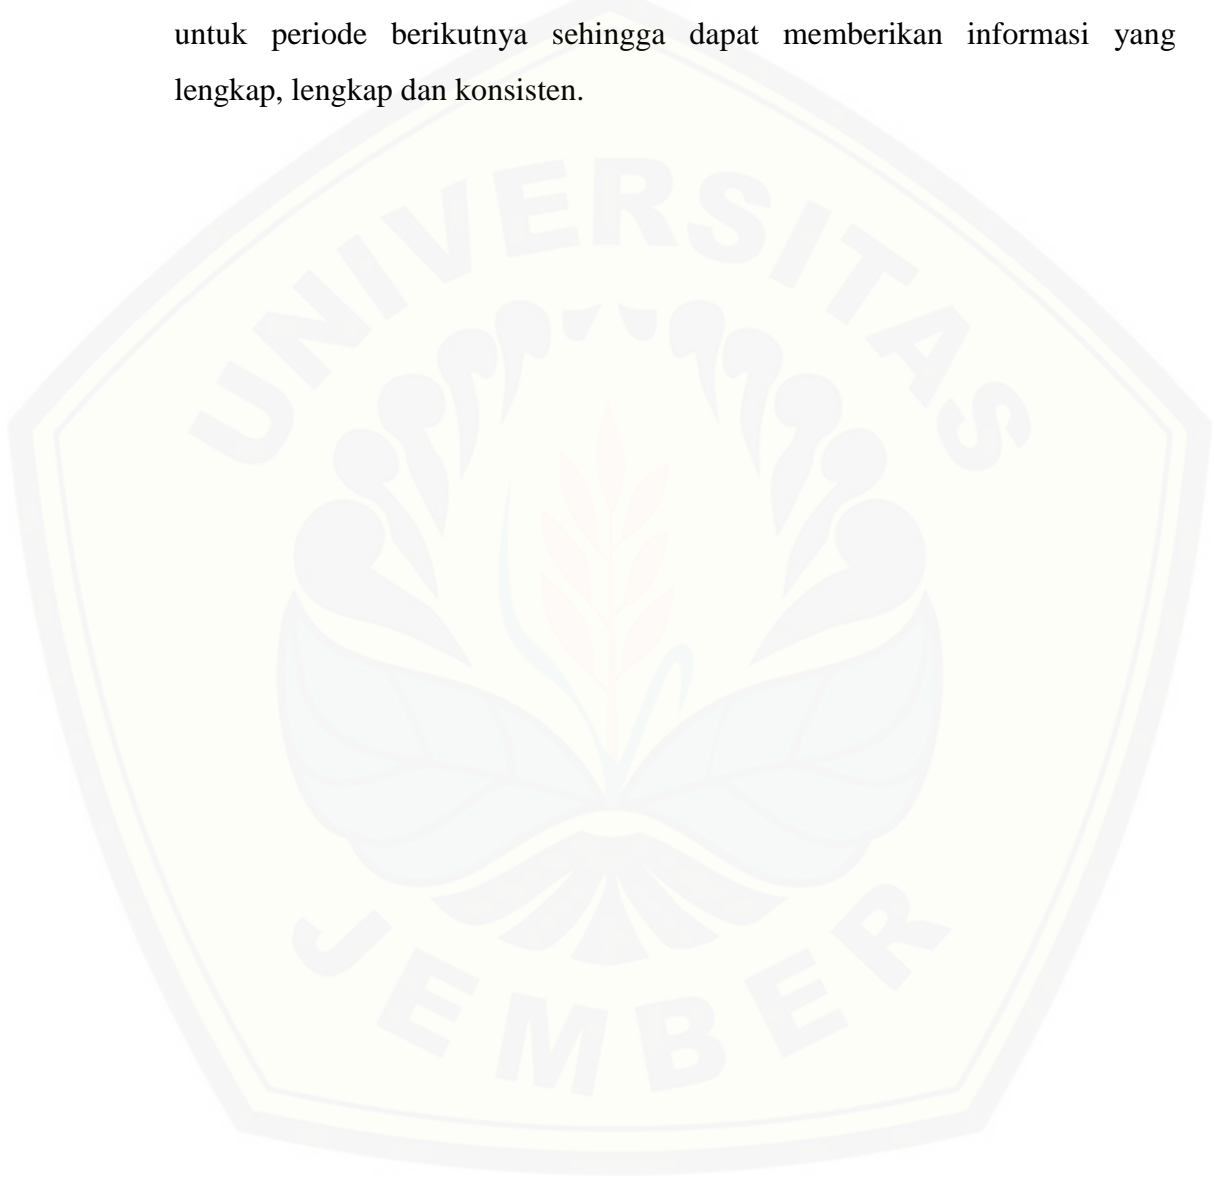 untuk periode berikutnya sehingga dapat memberikan informasi yang
lengkap, lengkap dan konsisten.
UNIVERSITAS
JEMBER